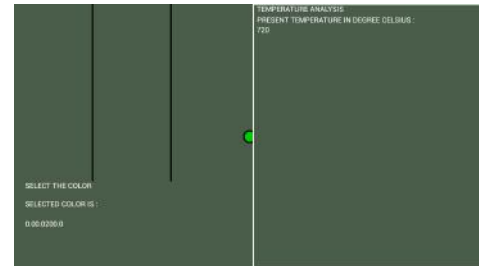 TEMPERATURE ANALYSIS
PRESENT TEMPERATURE IN DEGREE CELSIUS :
720
SELECT THE COLOR
SELECTED COLOR IS :
0.00.0200.0